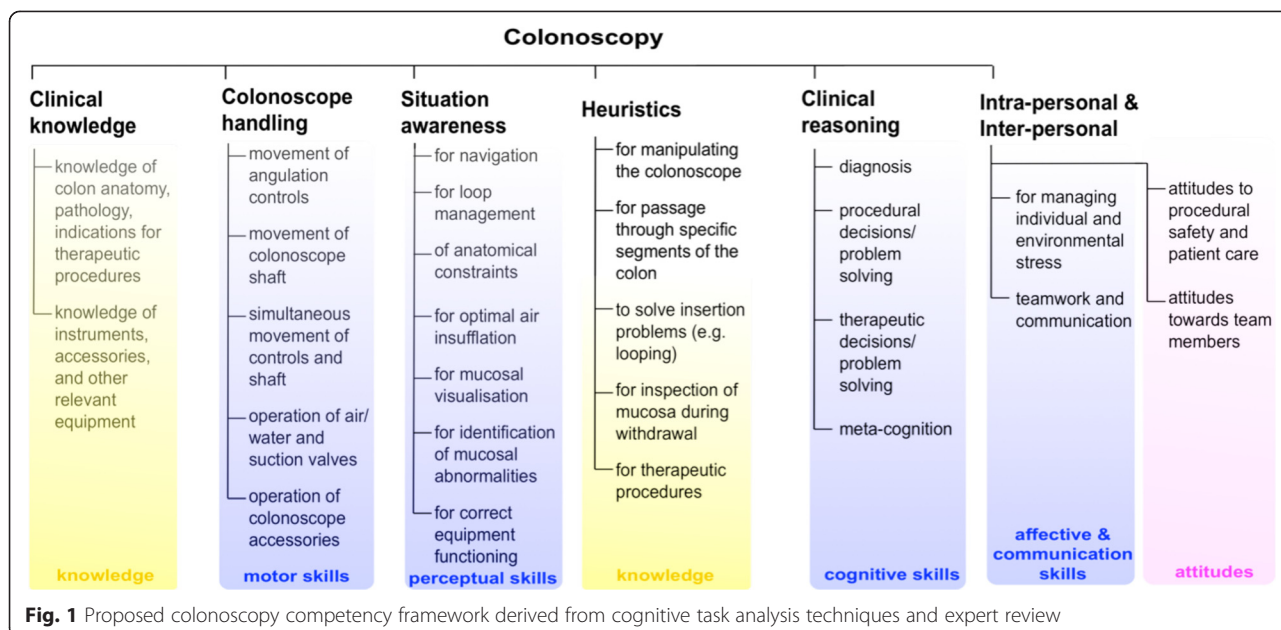 Colonoscopy
Clinical
knowledge
knowledge of
colon anatomy,
pathology,
indications for
therapeutic
procedures
knowledge of
instruments,
accessories,
and other
relevant
equipment
knowledge
Colonoscope
handling
movement of
angulation
controls
movement of
colonoscope
shaft
simultaneous
movement of
controls and
shaft
operation of air/
water and
suction valves
operation of
colonoscope
accessories
motor skills
Situation
awareness
for navigation
for loop
management
of anatomical
constraints
for optimal air
insufflation
for mucosal
visualisation
for identification
of mucosal
abnormalities
for correct
equipment
functioning
perceptual skills
Heuristics
for manipulating
the colonoscope
for passage
through specific
segments of the
colon
to solve insertion
problems (e.g.
looping)
for inspection of
mucosa during
withdrawal
for therapeutic
procedures
knowledge
Clinical
reasoning
diagnosis
procedural
decisions/
problem
solving
therapeutic
decisions/
problem
solving
meta-cognition
cognitive skills
Intra-personal &
Inter-personal
for managing
individual and
environmental
stress
teamwork and
communication
affective &
communication
skills
attitudes to
procedural
safety and
patient care
attitudes
towards team
members
attitudes
Fig. 1 Proposed colonoscopy competency framework derived from cognitive task analysis techniques and expert review